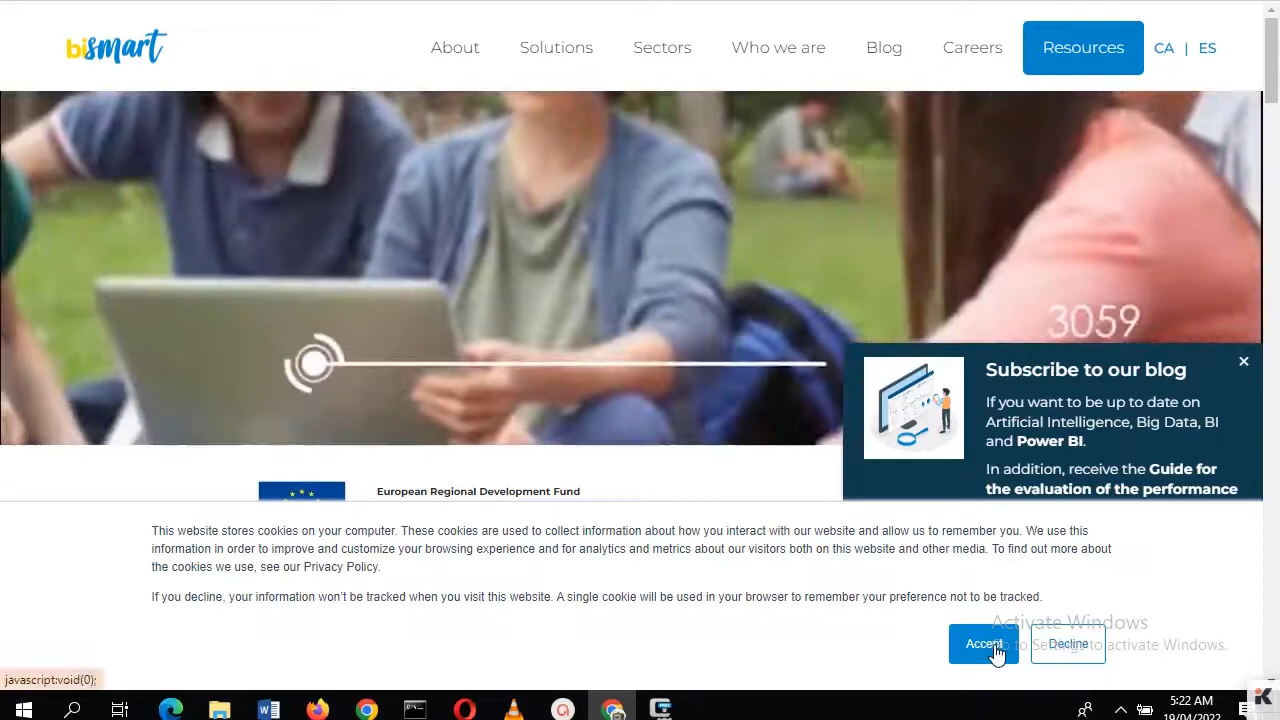 bismart
About Solutions Sectors Who we are Blog Careers Resources CA | ES
3059
Subscribe to our blog
If you want to be up to date on
Artificial Intelligence, Big Data, BI
and Power BI.
In addition, receive the Guide for
the evaluation of the performance
European Regional Development Fund
This website stores cookies on your computer. These cookies are used to collect information about how you interact with our website and allow us to remember you. We use this
information in order to improve and customize your browsing experience and for analytics and metrics about our visitors both on this website and other media. To find out more about
the cookies we use, see our Privacy Policy.
If you decline, your information won't be tracked when you visit this website. A single cookie will be used in your browser to remember your preference not to be tracked.
Activate Windows
Accept Decline
Go to Settings to activate Windows.
javascript:void(0);
5:22 AM
19/04/2022